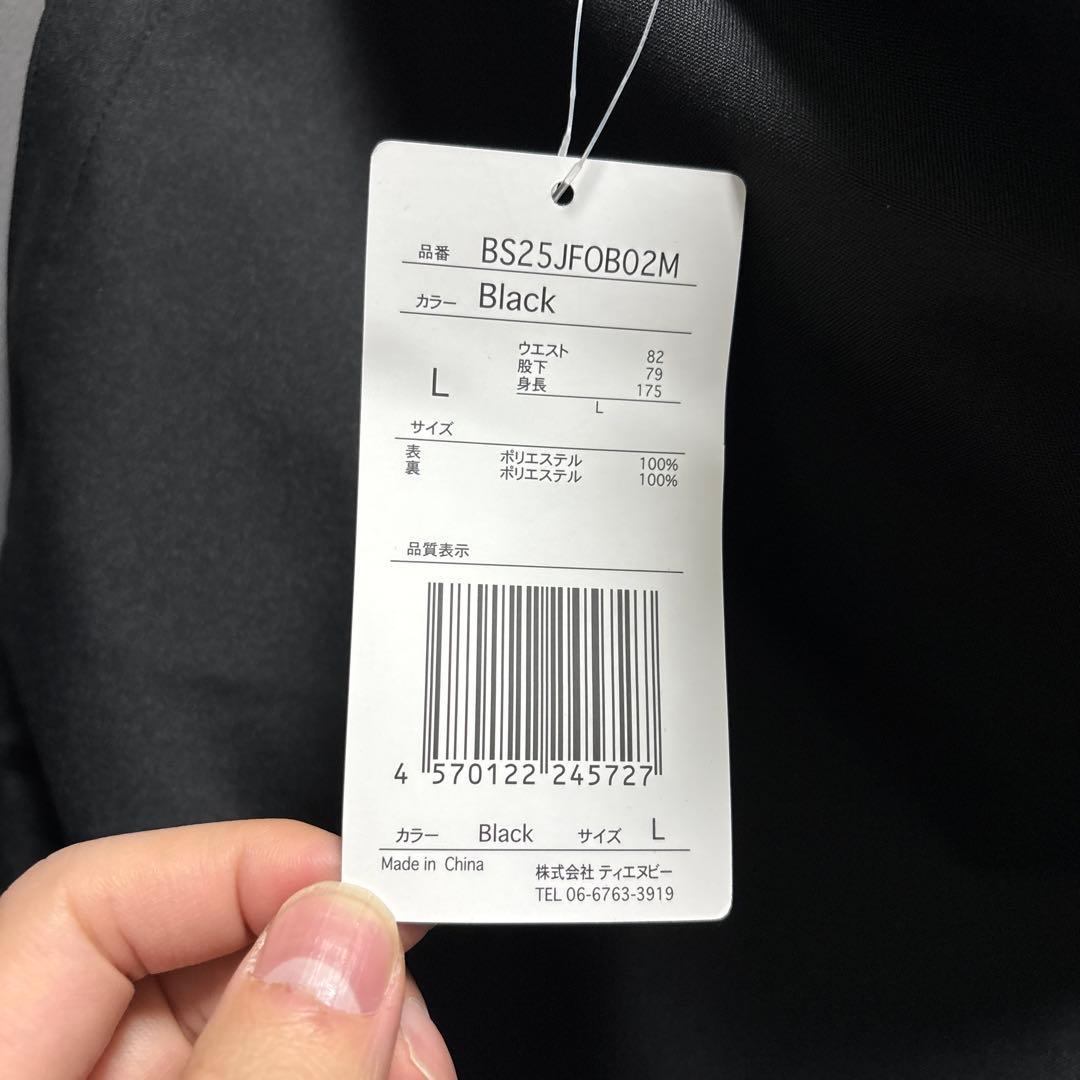 品番 BS25JFOB02M
カラー Black
ウエスト 82
股下 79
身長 175
L
L
サイズ
表 ポリエステル 100%
裏 ポリエステル 100%
品質表示
4 570122 245727
カラー Black サイズ L
Made in China
株式会社 ティエヌビー
TEL 06-6763-3919